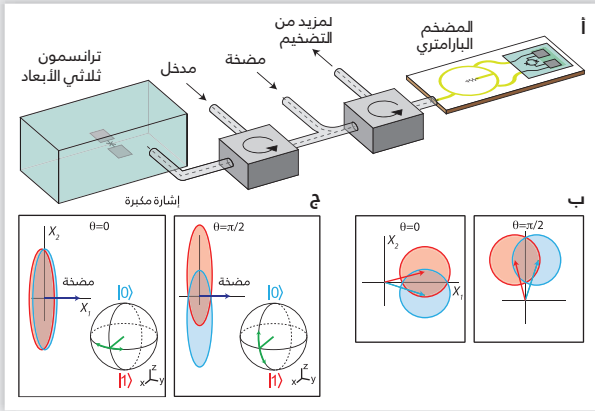 أ
المضخم
البارامتري
لمزيد من
التضخيم
مضخة
مدخل
ترانسمون
ثلاثي الأبعاد
ب
θ=0
X₂
X₁
θ=π/2
ج
إشارة مكبرة
θ=0
X₂
مضخة
X₁
|0⟩
|1⟩
z
x y
θ=π/2
مضخة
|0⟩
|1⟩
z
x y